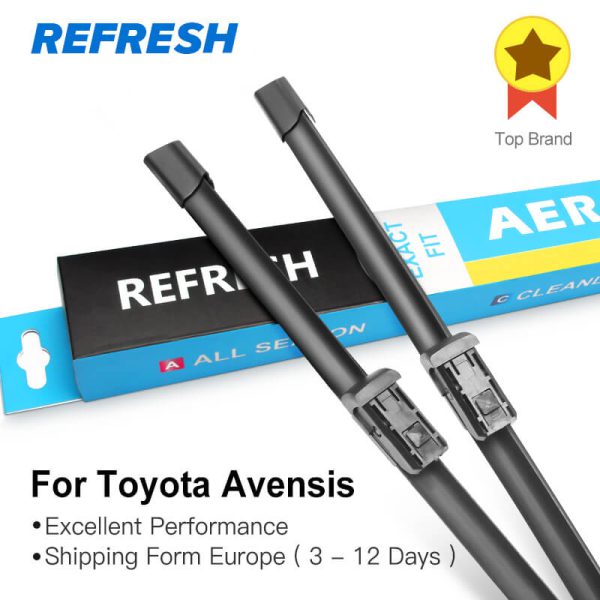 REFRESH
Top Brand
REFRESH
EXACT
FIT
AER
A ALL SEASON
C CLEAN
For Toyota Avensis
•Excellent Performance
•Shipping Form Europe ( 3 - 12 Days )